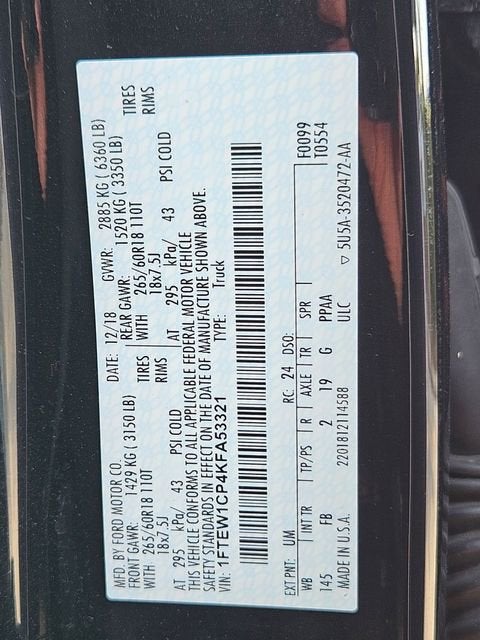 MFD. BY FORD MOTOR CO.
DATE: 12/18 GVWR: 2885 KG ( 6360 LB)
FRONT GAWR: 1429 KG ( 3150 LB) REAR GAWR: 1520 KG ( 3350 LB)
WITH 265/60R18 110T TIRES WITH 265/60R18 110T TIRES
18x7.5J RIMS 18x7.5J RIMS
AT 295 kPa/ 43 PSI COLD AT 295 kPa/ 43 PSI COLD
THIS VEHICLE CONFORMS TO ALL APPLICABLE FEDERAL MOTOR VEHICLE
SAFETY STANDARDS IN EFFECT ON THE DATE OF MANUFACTURE SHOWN ABOVE.
VIN: 1FTEW1CP4KFA53321 TYPE: Truck
F0099
T0554
EXT PNT: UM RC: 24 DSO:
WB INT TR TP/PS R AXLE TR SPR
145 FB 2 19 G PPAA
MADE IN U.S.A. 2201812114588 ULC ▽ 5U5A-3520472-AA